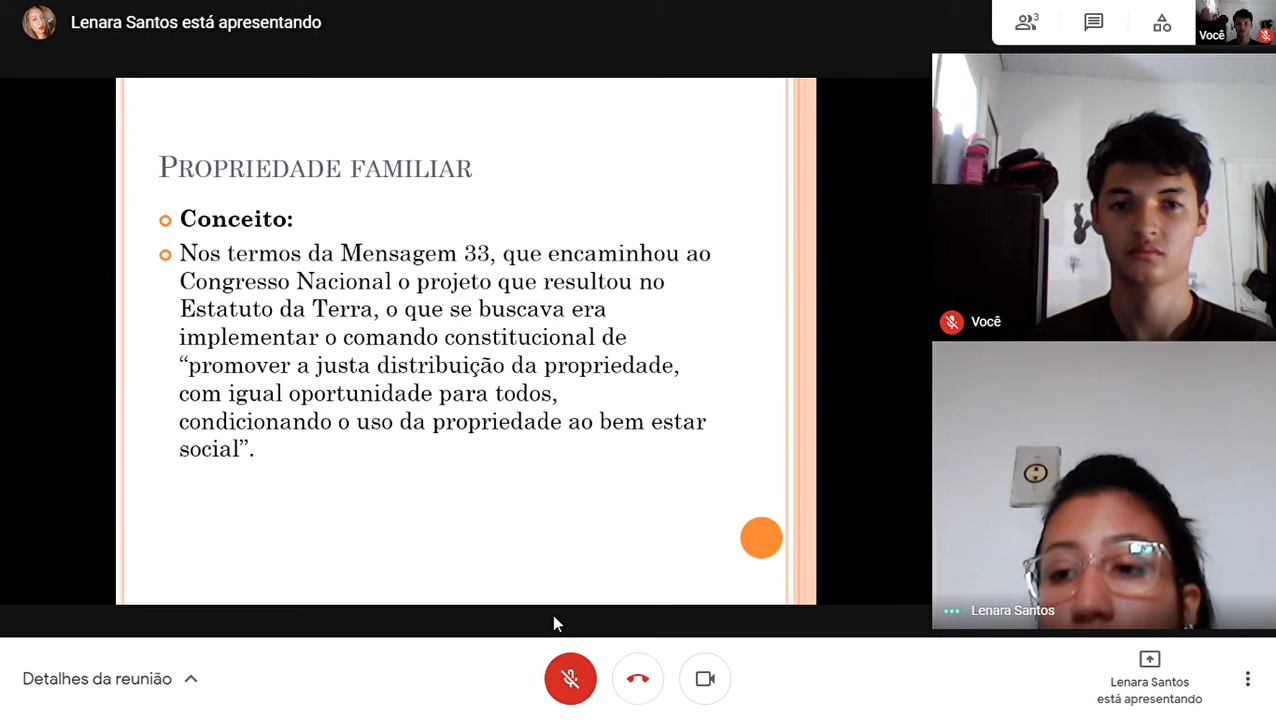 Lenara Santos está apresentando
3
Você
PROPRIEDADE FAMILIAR
Conceito:
Nos termos da Mensagem 33, que encaminhou ao
Congresso Nacional o projeto que resultou no
Estatuto da Terra, o que se buscava era
implementar o comando constitucional de
“promover a justa distribuição da propriedade,
com igual oportunidade para todos,
condicionando o uso da propriedade ao bem estar
social”.
Você
Lenara Santos
Detalhes da reunião
Lenara Santos
está apresentando